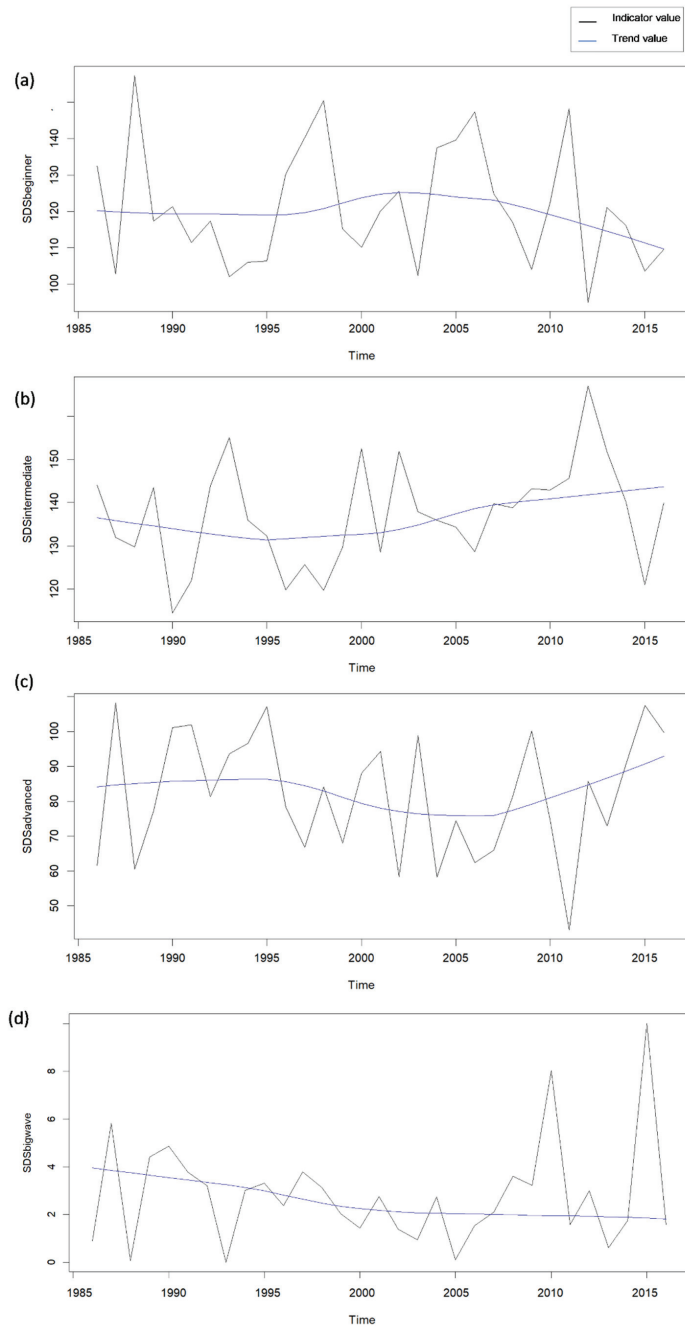 Indicator value
Trend value
(a)
SDSbeginner
100 110 120 130 140
1985 1990 1995 2000 2005 2010 2015
Time
(b)
SDSintermediate
120 130 140 150
1985 1990 1995 2000 2005 2010 2015
Time
(c)
SDSadvanced
50 60 70 80 90 100
1985 1990 1995 2000 2005 2010 2015
Time
(d)
SDSbigwave
0 2 4 6 8
1985 1990 1995 2000 2005 2010 2015
Time